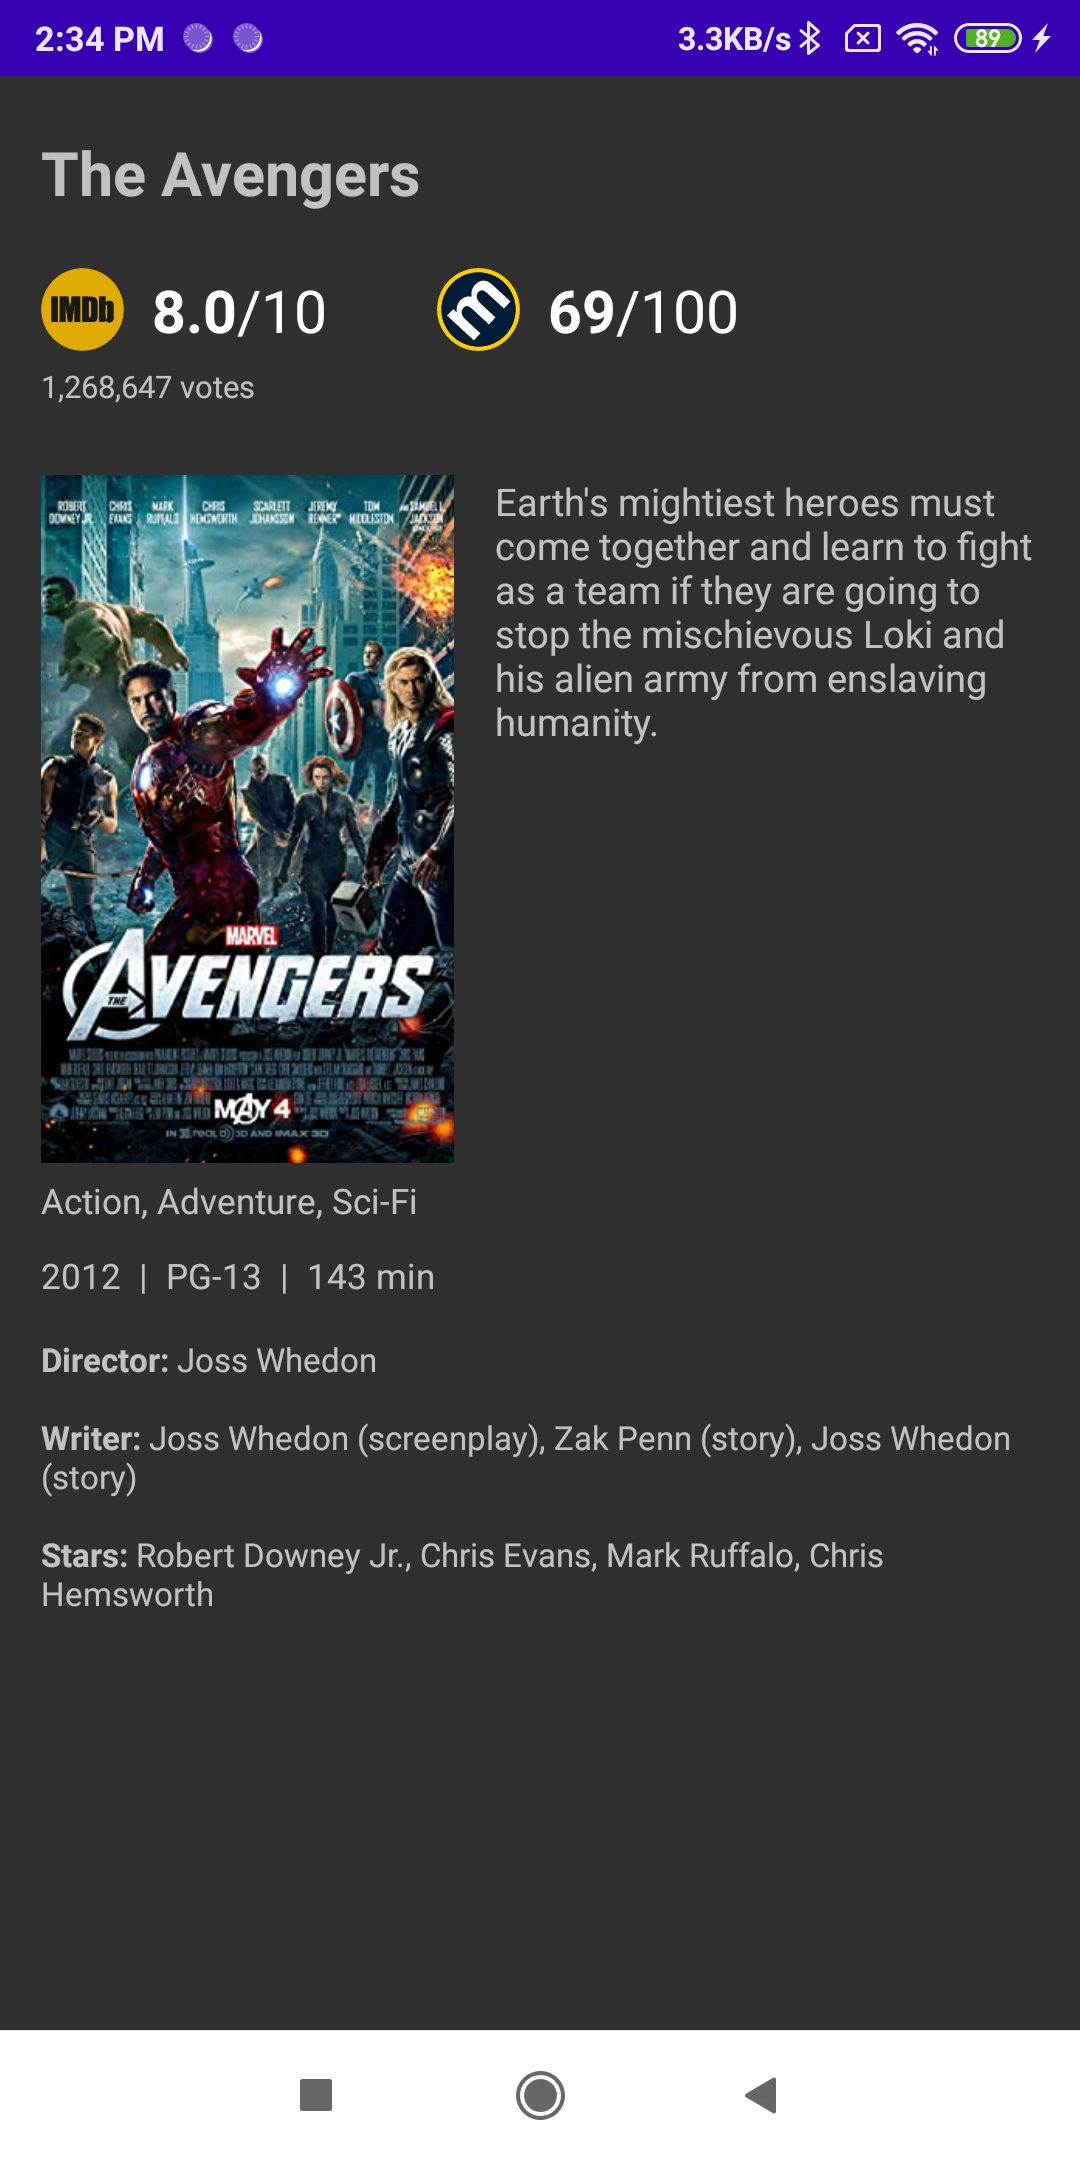 2:34 PM
3.3KB/s
89
The Avengers
IMDb 8.0/10
m 69/100
1,268,647 votes
ROBERT DOWNEY JR. CHRIS EVANS MARK RUFFALO CHRIS HEMSWORTH SCARLETT JOHANSSON JEREMY RENNER TOM HIDDLESTON AND SAMUEL L. JACKSON
MARVEL
THE AVENGERS
MAY 4
IN REAL D 3D AND IMAX 3D
Earth's mightiest heroes must
come together and learn to fight
as a team if they are going to
stop the mischievous Loki and
his alien army from enslaving
humanity.
Action, Adventure, Sci-Fi
2012 | PG-13 | 143 min
Director: Joss Whedon
Writer: Joss Whedon (screenplay), Zak Penn (story), Joss Whedon
(story)
Stars: Robert Downey Jr., Chris Evans, Mark Ruffalo, Chris
Hemsworth